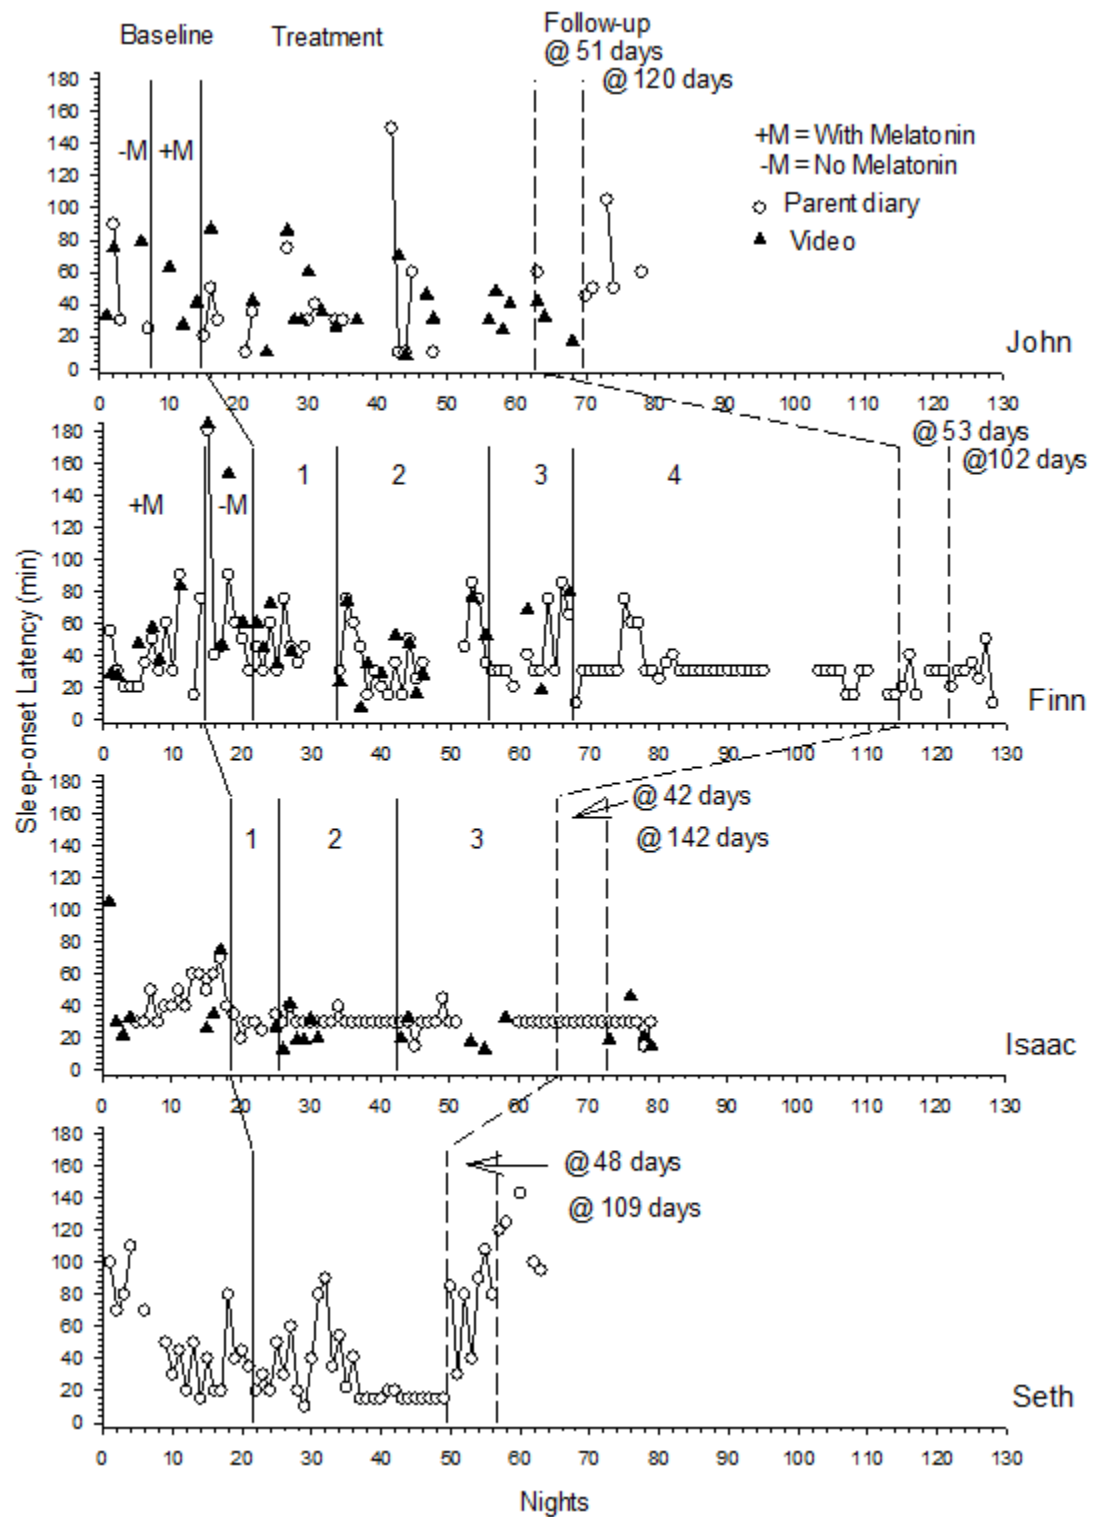 Baseline Treatment Follow-up
@ 51 days
@ 120 days
180
160
140
120
100
80
60
40
20
0
-M +M
+M = With Melatonin
-M = No Melatonin
Parent diary
Video
John
0 10 20 30 40 50 60 70 80 90 100 110 120 130
@ 53 days
@102 days
180
160
140
120
100
80
60
40
20
0
+M -M 1 2 3 4
Finn
0 10 20 30 40 50 60 70 80 90 100 110 120 130
Sleep-onset Latency (min)
@ 42 days
@ 142 days
180
160
140
120
100
80
60
40
20
0
1 2 3
Isaac
0 10 20 30 40 50 60 70 80 90 100 110 120 130
@ 48 days
@ 109 days
180
160
140
120
100
80
60
40
20
0
Seth
0 10 20 30 40 50 60 70 80 90 100 110 120 130
Nights